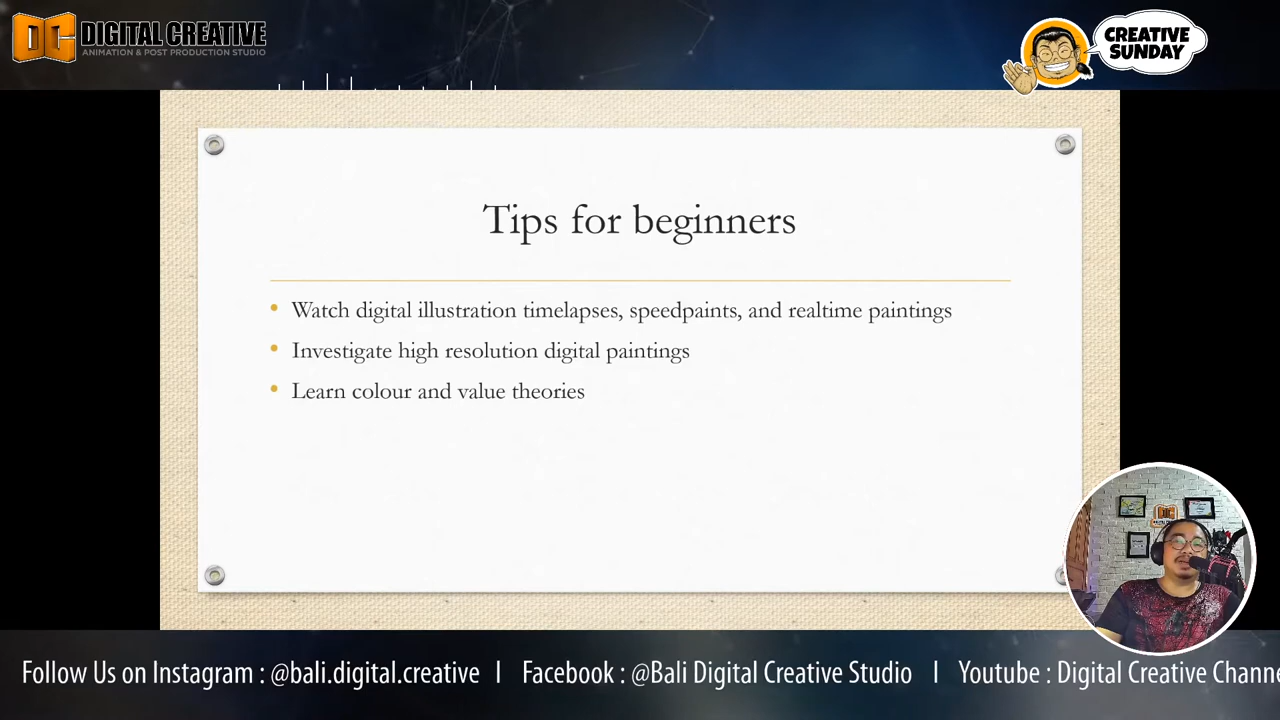 DC DIGITAL CREATIVE
ANIMATION & POST PRODUCTION STUDIO
CREATIVE
SUNDAY
Tips for beginners
• Watch digital illustration timelapses, speedpaints, and realtime paintings
• Investigate high resolution digital paintings
• Learn colour and value theories
Follow Us on Instagram : @bali.digital.creative | Facebook : @Bali Digital Creative Studio | Youtube : Digital Creative Channe